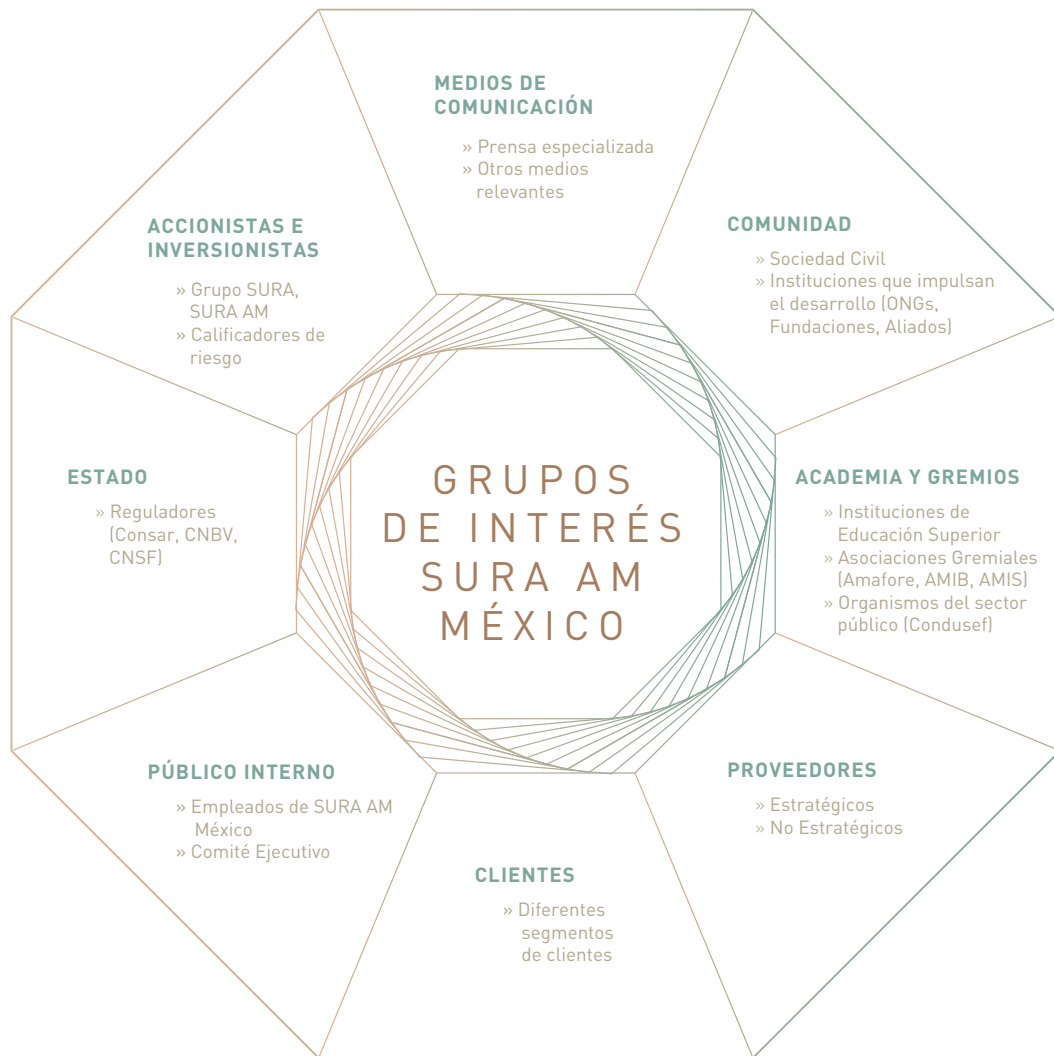 MEDIOS DE
COMUNICACIÓN
» Prensa especializada
» Otros medios
relevantes
ACCIONISTAS E
INVERSIONISTAS
» Grupo SURA,
SURA AM
» Calificadores de
riesgo
COMUNIDAD
» Sociedad Civil
» Instituciones que impulsan
el desarrollo (ONGs,
Fundaciones, Aliados)
ESTADO
» Reguladores
(Consar, CNBV,
CNSF)
GRUPOS
DE INTERÉS
SURA AM
MÉXICO
ACADEMIA Y GREMIOS
» Instituciones de
Educación Superior
» Asociaciones Gremiales
(Amafore, AMIB, AMIS)
» Organismos del sector
público (Condusef)
PÚBLICO INTERNO
» Empleados de SURA AM
México
» Comité Ejecutivo
CLIENTES
» Diferentes
segmentos
de clientes
PROVEEDORES
» Estratégicos
» No Estratégicos